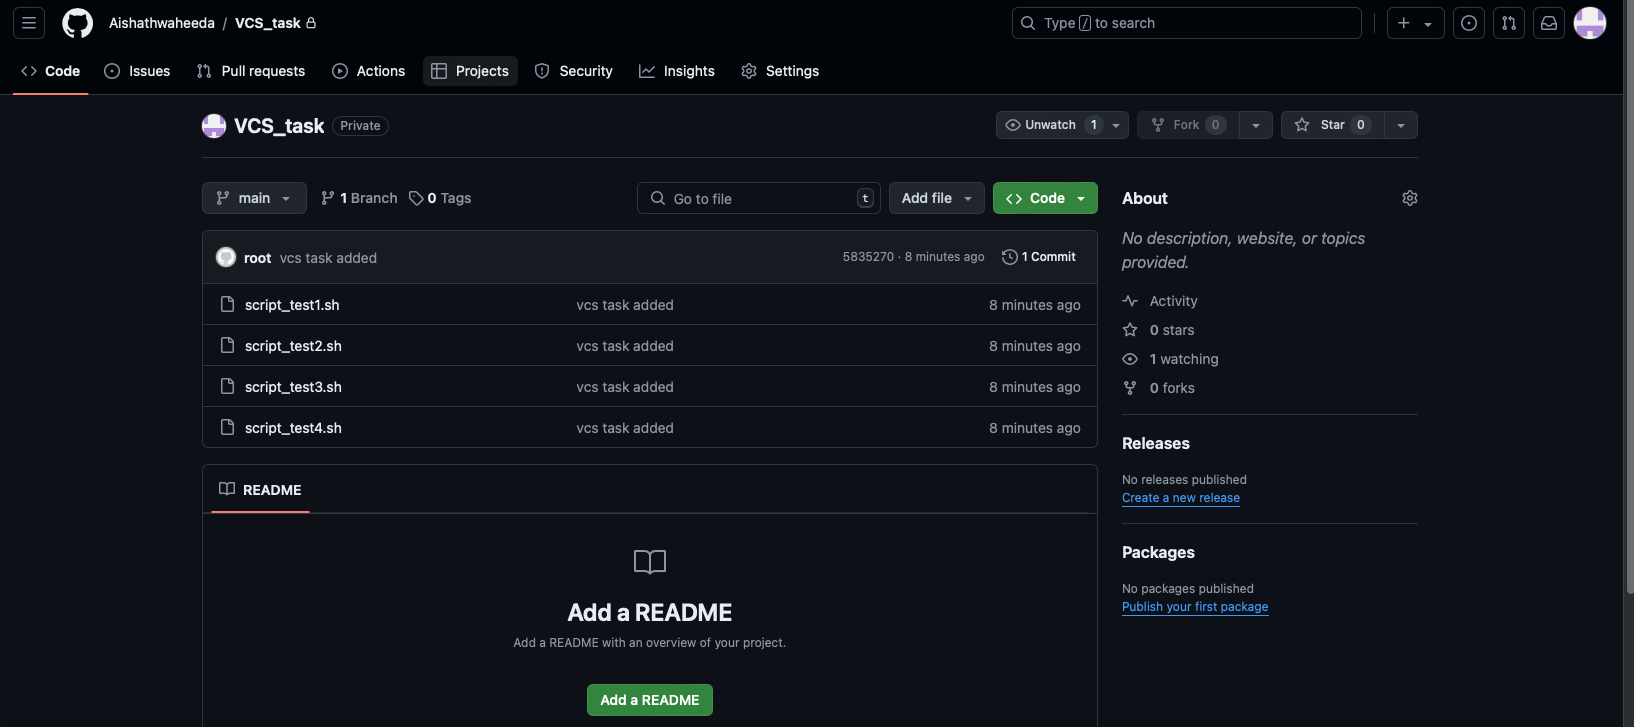 Aishathwaheeda / VCS_task
Type / to search
Code Issues Pull requests Actions Projects Security Insights Settings
VCS_task Private
Unwatch 1 Fork 0 Star 0
main 1 Branch 0 Tags
Go to file t Add file Code
root vcs task added 5835270 · 8 minutes ago 1 Commit
script_test1.sh vcs task added 8 minutes ago
script_test2.sh vcs task added 8 minutes ago
script_test3.sh vcs task added 8 minutes ago
script_test4.sh vcs task added 8 minutes ago
README
Add a README
Add a README with an overview of your project.
Add a README
About
No description, website, or topics
provided.
Activity
0 stars
1 watching
0 forks
Releases
No releases published
Create a new release
Packages
No packages published
Publish your first package